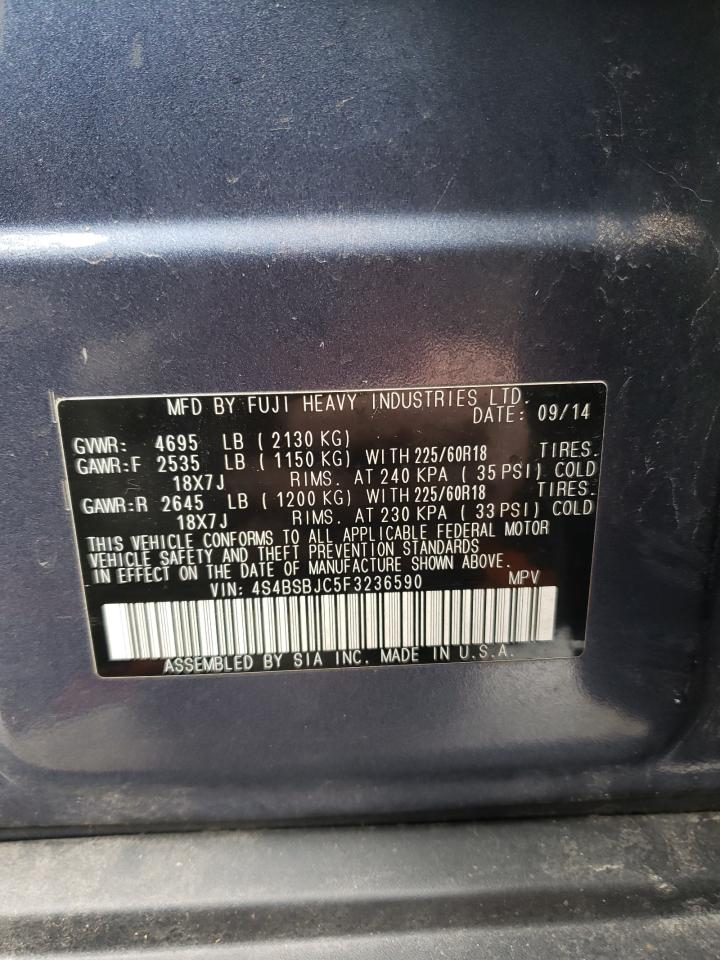 MFD BY FUJI HEAVY INDUSTRIES LTD.
DATE: 09/14
GVWR: 4695 LB ( 2130 KG)
GAWR:F 2535 LB ( 1150 KG) WITH 225/60R18 TIRES.
18X7J RIMS. AT 240 KPA ( 35 PSI) COLD
GAWR:R 2645 LB ( 1200 KG) WITH 225/60R18 TIRES.
18X7J RIMS. AT 230 KPA ( 33 PSI) COLD
THIS VEHICLE CONFORMS TO ALL APPLICABLE FEDERAL MOTOR
VEHICLE SAFETY AND THEFT PREVENTION STANDARDS
IN EFFECT ON THE DATE OF MANUFACTURE SHOWN ABOVE.
VIN: 4S4BSBJC5F3236590 MPV
ASSEMBLED BY SIA INC. MADE IN U.S.A.